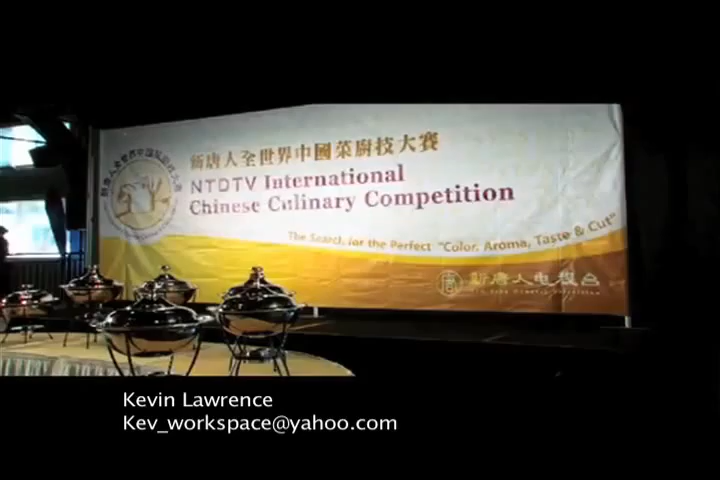 新唐人全世界中國菜廚技大賽
NTDTV International
Chinese Culinary Competition
The Search for the Perfect "Color, Aroma, Taste & Cut"
新唐人电視台
Kevin Lawrence
Kev_workspace@yahoo.com